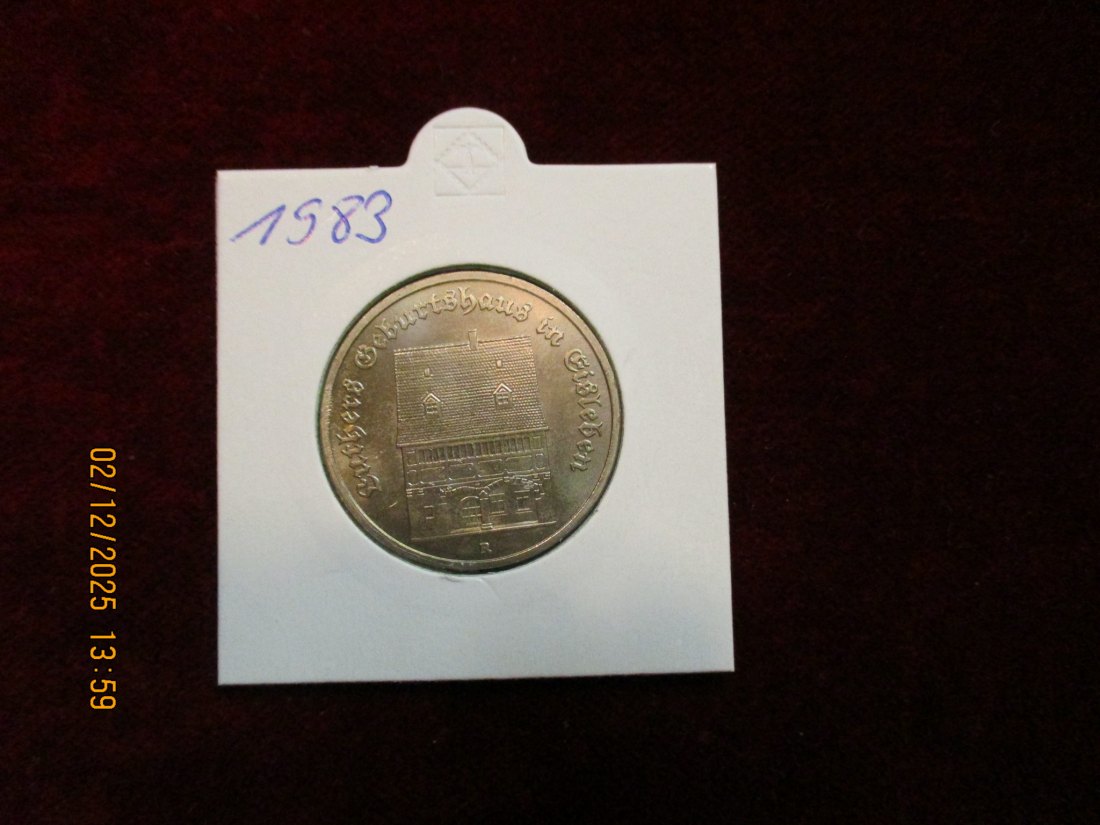 1983
Luthers Geburtshaus in Eisleben
R
02/12/2025 13:59